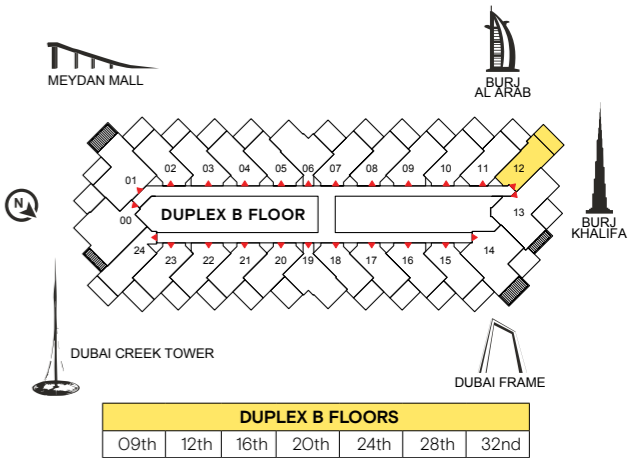 MEYDAN MALL
BURJ
AL ARAB
02 03 04 05 06 07 08 09 10 11 12
01
N
00
DUPLEX B FLOOR
13
BURJ
KHALIFA
24
23 22 21 20 19 18 17 16 15 14
DUBAI CREEK TOWER
DUBAI FRAME
DUPLEX B FLOORS
09th 12th 16th 20th 24th 28th 32nd